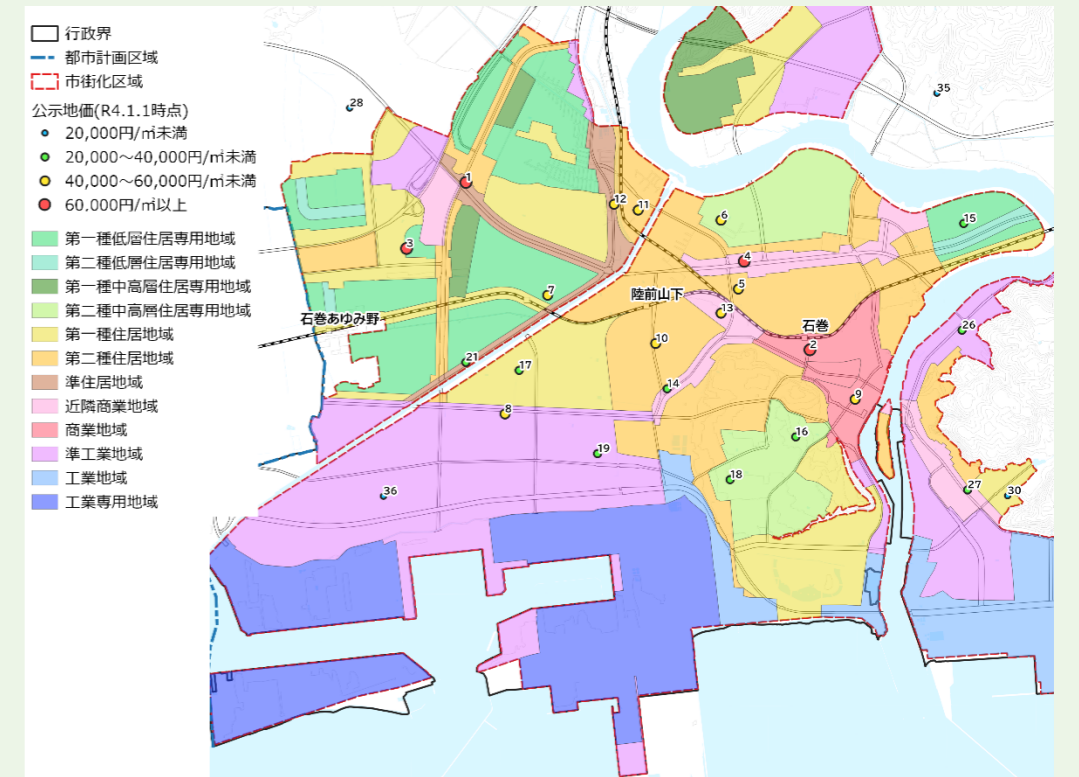 行政界
都市計画区域
市街化区域
公示地価(R4.1.1時点)
20,000円/㎡未満
20,000～40,000円/㎡未満
40,000～60,000円/㎡未満
60,000円/㎡以上
第一種低層住居専用地域
第二種低層住居専用地域
第一種中高層住居専用地域
第二種中高層住居専用地域
第一種住居地域
第二種住居地域
準住居地域
近隣商業地域
商業地域
準工業地域
工業地域
工業専用地域
35
28
1
12
11
6
15
3
4
5
7
陸前山下
13
石巻あゆみ野
石巻
26
10
2
21
17
14
9
8
16
19
18
36
27
30